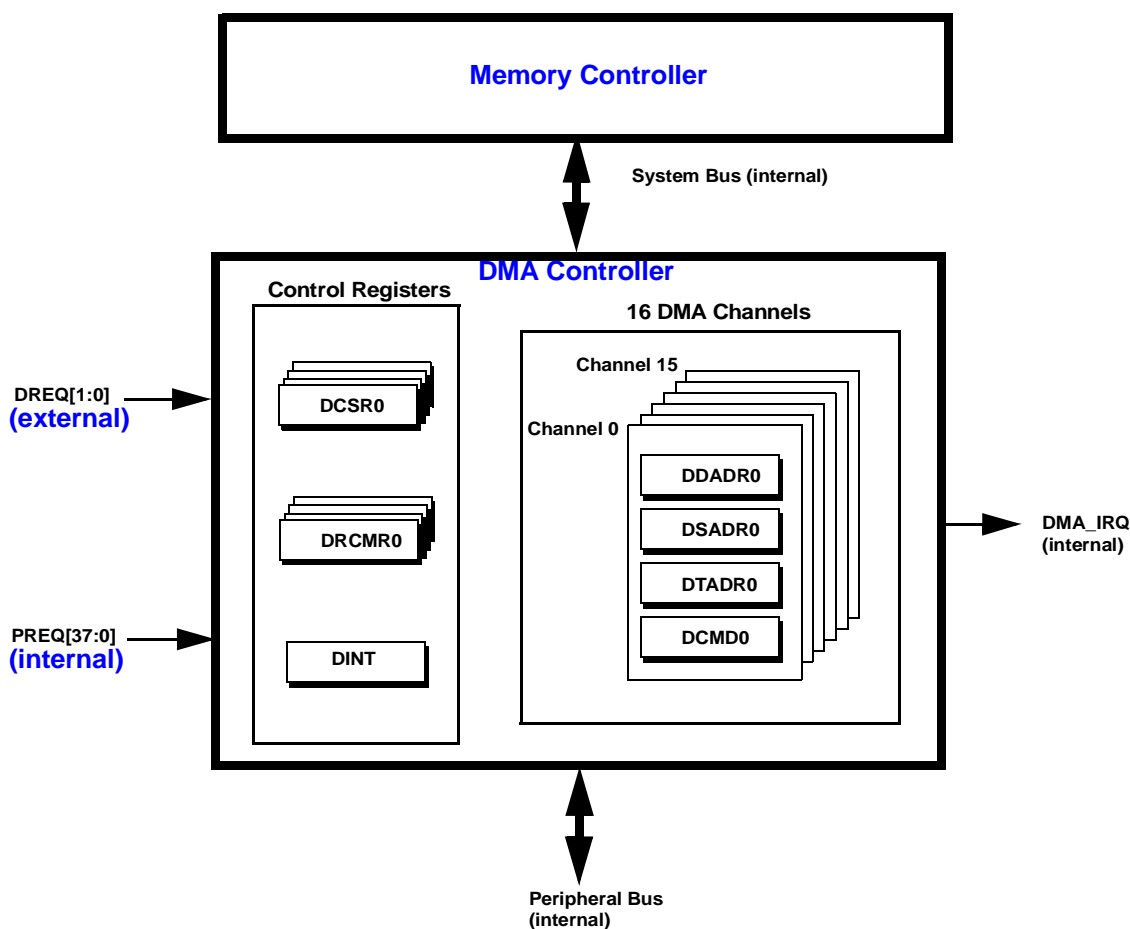 Memory Controller
System Bus (internal)
DMA Controller
Control Registers
16 DMA Channels
DREQ[1:0]
(external)
PREQ[37:0]
(internal)
DCSR0
DRCMR0
DINT
Channel 15
Channel 0
DDADR0
DSADR0
DTADR0
DCMD0
DMA_IRQ
(internal)
Peripheral Bus
(internal)